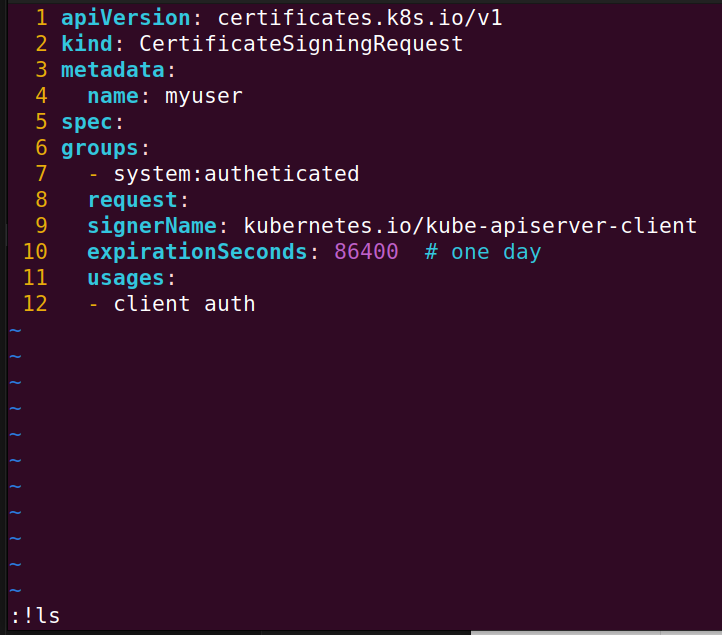 1 apiVersion: certificates.k8s.io/v1
2 kind: CertificateSigningRequest
3 metadata:
4   name: myuser
5 spec:
6 groups:
7   - system:autheticated
8   request:
9   signerName: kubernetes.io/kube-apiserver-client
10   expirationSeconds: 86400  # one day
11   usages:
12   - client auth
~
~
~
~
~
~
~
~
~
~
~
:!ls